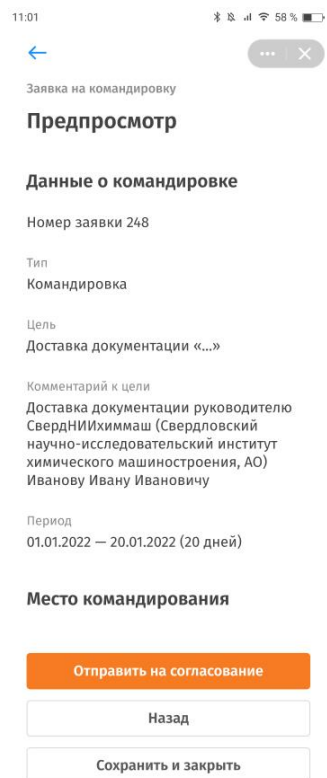 11:01
58 %
Заявка на командировку
Предпросмотр
Данные о командировке
Номер заявки 248
Тип
Командировка
Цель
Доставка документации «...»
Комментарий к цели
Доставка документации руководителю
СвердНИИхиммаш (Свердловский
научно-исследовательский институт
химического машиностроения, АО)
Иванову Ивану Ивановичу
Период
01.01.2022 — 20.01.2022 (20 дней)
Место командирования
Отправить на согласование
Назад
Сохранить и закрыть